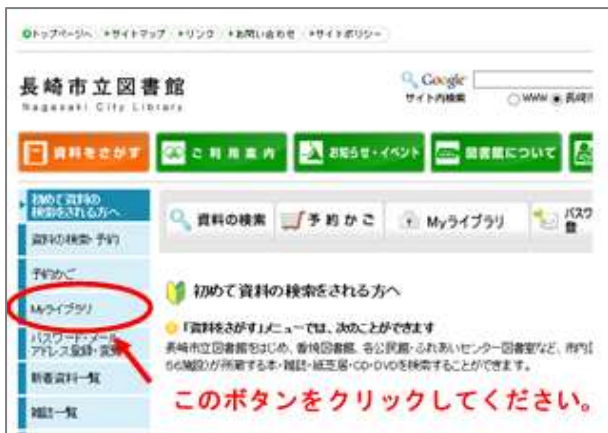 トップページへ サイトマップ リンク お問い合わせ サイトポリシー
長崎市立図書館
Nagasaki City Library
Google
サイト内検索 WWW 長崎市
資料をさがす ご利用案内 お知らせ・イベント 図書館について
初めて資料の
検索をされる方へ
資料の検索・予約
予約かご
Myライブラリ
パスワード・メール
アドレス登録・変更
新着資料一覧
雑誌一覧
資料の検索 予約かご Myライブラリ パスワ
登
初めて資料の検索をされる方へ
「資料をさがす」メニューでは、次のことができます
長崎市立図書館をはじめ、香焼図書館、各公民館・ふれあいセンター図書室など、市内
56施設)が所蔵する本・雑誌・紙芝居・CD・DVDを検索することができます。
このボタンをクリックしてください。